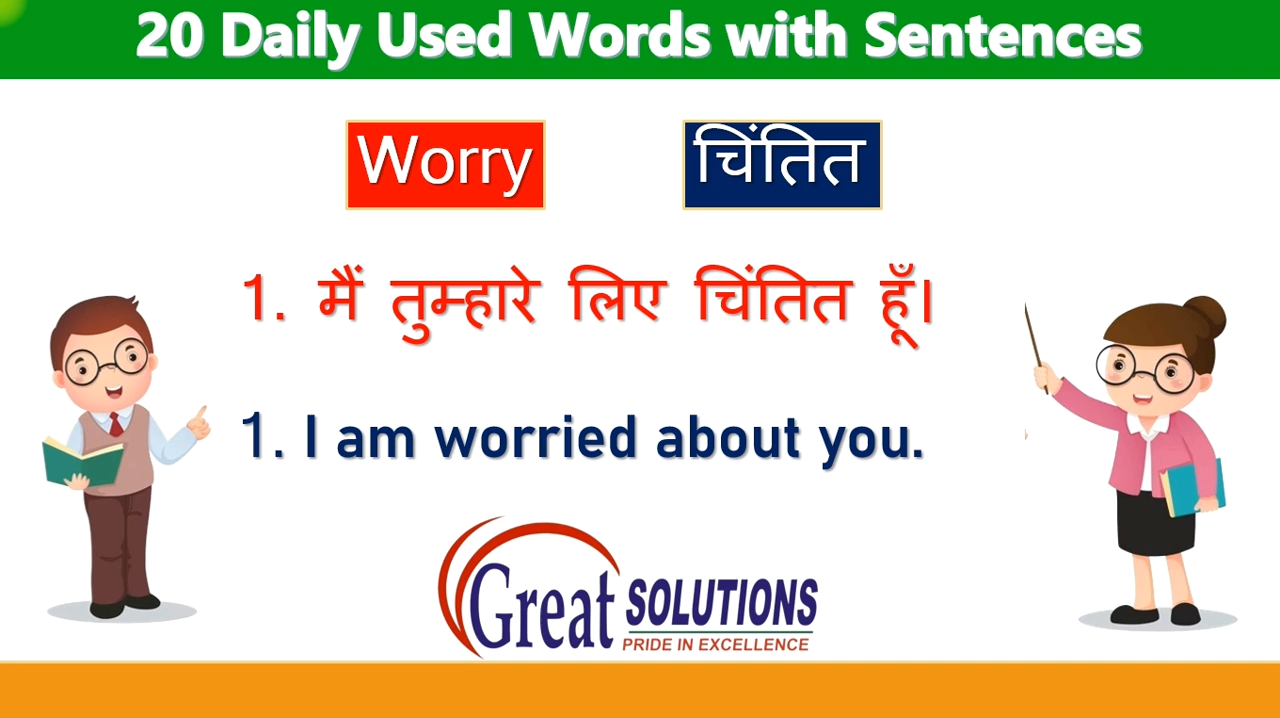 20 Daily Used Words with Sentences
Worry चिंतित
1. मैं तुम्हारे लिए चिंतित हूँ।
1. I am worried about you.
Great SOLUTIONS
PRIDE IN EXCELLENCE